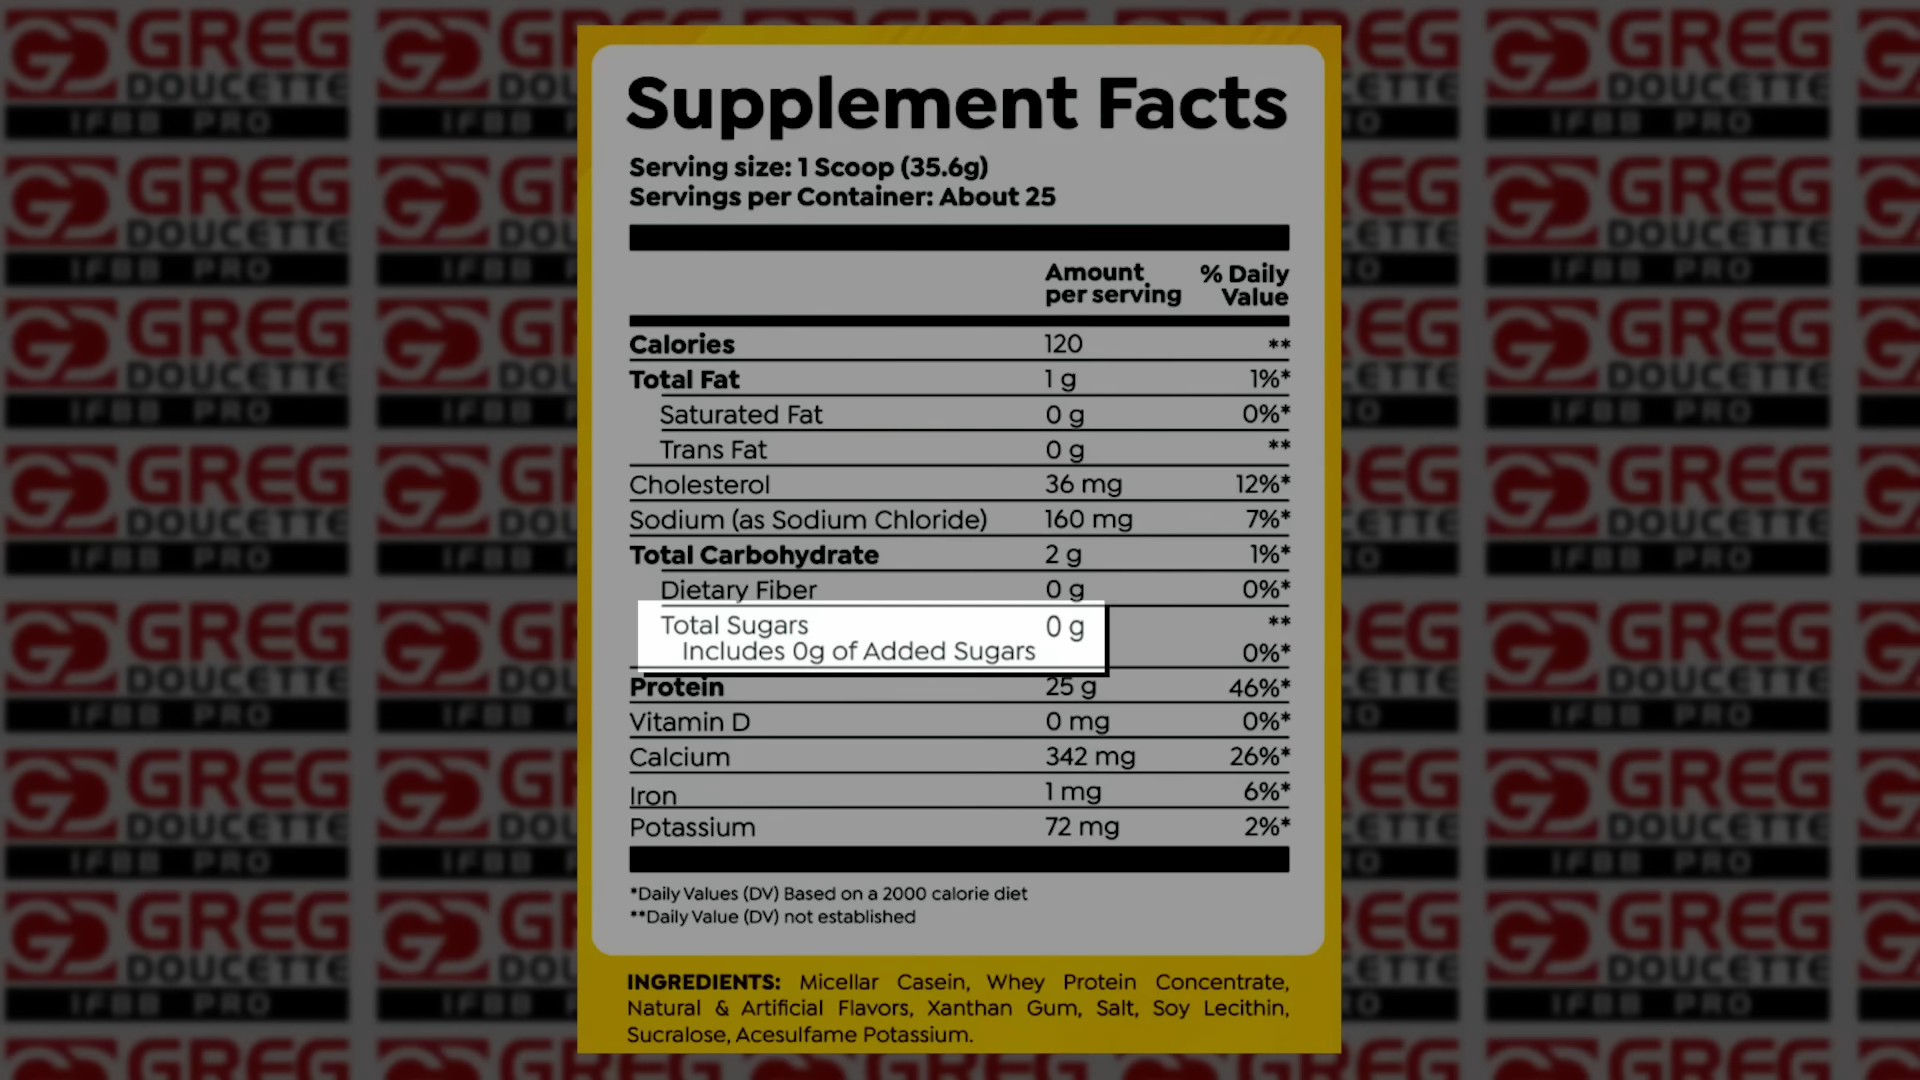 GREG
DOUCETTE
IFBB PRO
Supplement Facts
Serving size: 1 Scoop (35.6g)
Servings per Container: About 25
Amount per serving % Daily Value
Calories 120 **
Total Fat 1 g 1%*
Saturated Fat 0 g 0%*
Trans Fat 0 g **
Cholesterol 36 mg 12%*
Sodium (as Sodium Chloride) 160 mg 7%*
Total Carbohydrate 2 g 1%*
Dietary Fiber 0 g 0%*
Total Sugars 0 g **
Includes 0g of Added Sugars 0%*
Protein 25 g 46%*
Vitamin D 0 mg 0%*
Calcium 342 mg 26%*
Iron 1 mg 6%*
Potassium 72 mg 2%*
*Daily Values (DV) Based on a 2000 calorie diet
**Daily Value (DV) not established
INGREDIENTS: Micellar Casein, Whey Protein Concentrate,
Natural & Artificial Flavors, Xanthan Gum, Salt, Soy Lecithin,
Sucralose, Acesulfame Potassium.